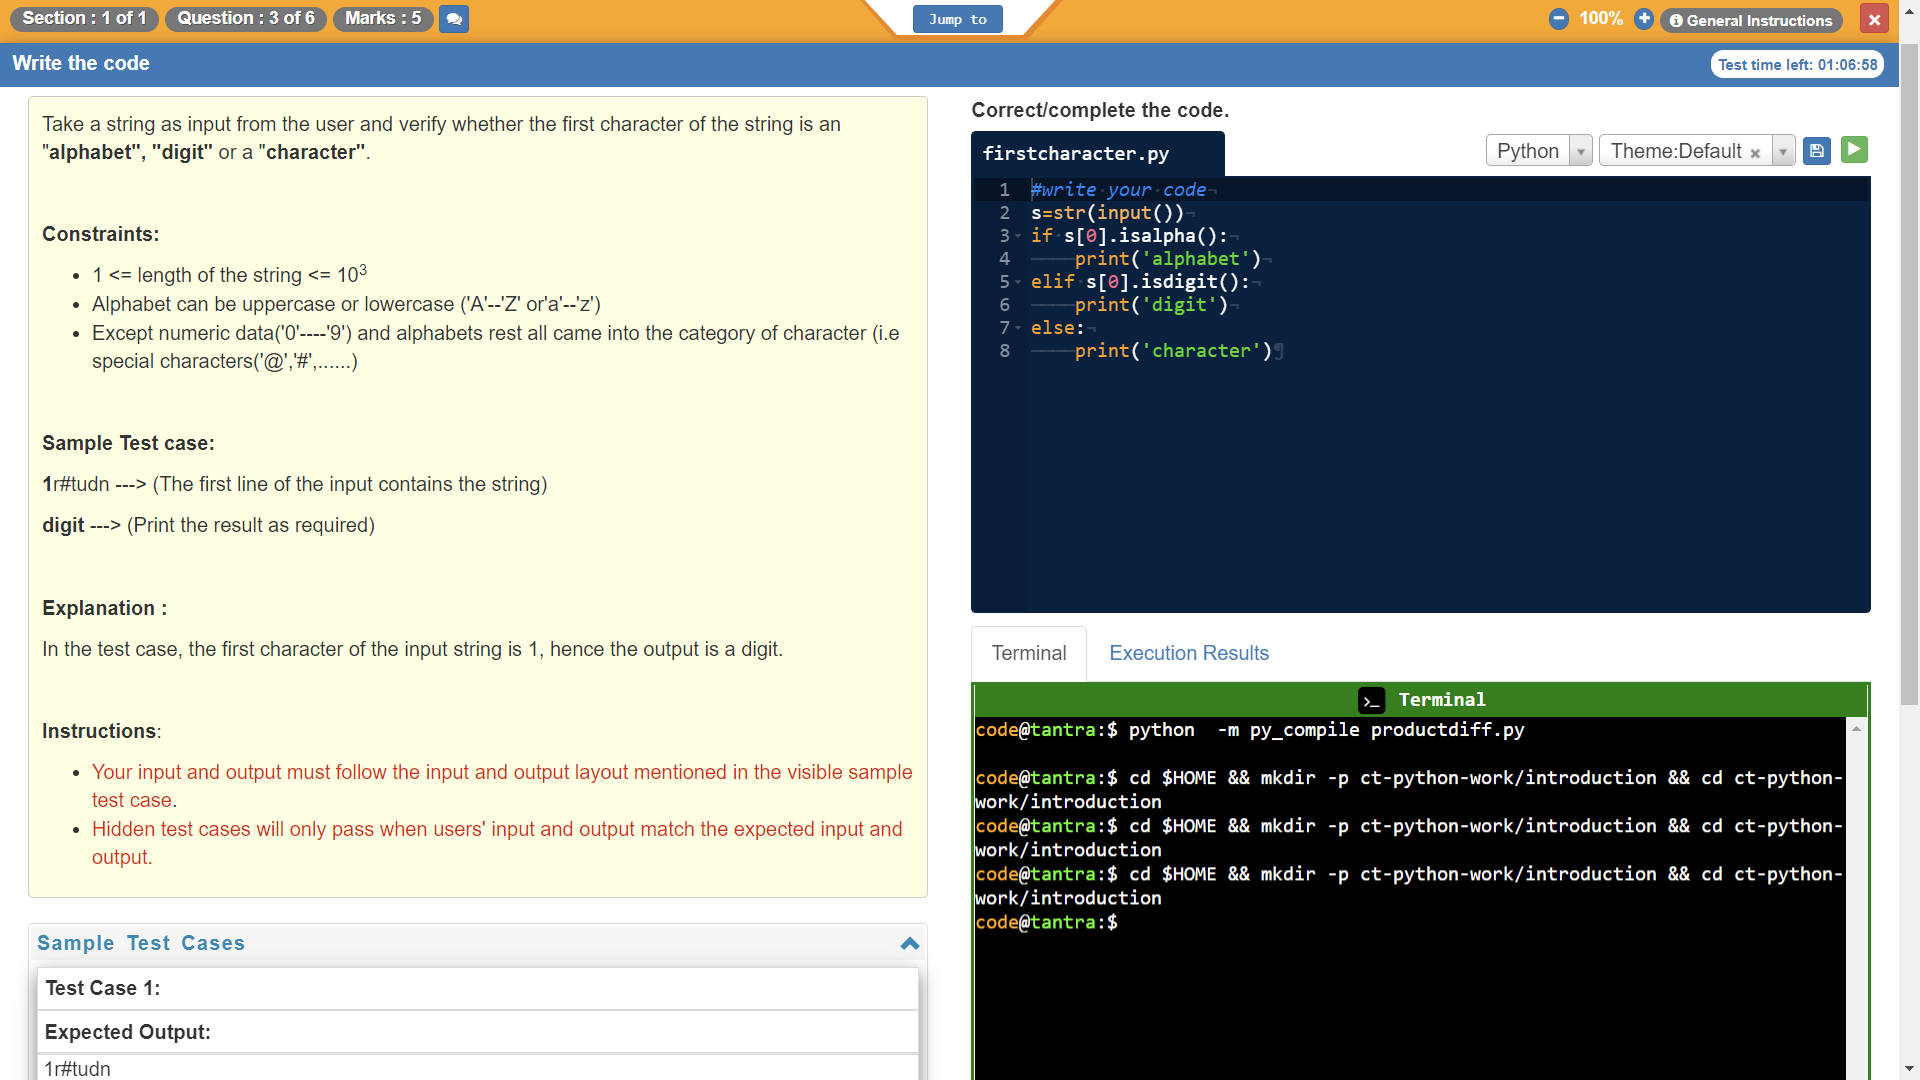 Section : 1 of 1 Question : 3 of 6 Marks : 5 Jump to 100% General Instructions
Write the code Test time left: 01:06:58
Take a string as input from the user and verify whether the first character of the string is an
"alphabet", "digit" or a "character".
Constraints:
1 <= length of the string <= 10³
Alphabet can be uppercase or lowercase ('A'--'Z' or'a'--'z')
Except numeric data('0'----'9') and alphabets rest all came into the category of character (i.e
special characters('@','#',......)
Sample Test case:
1r#tudn ---> (The first line of the input contains the string)
digit ---> (Print the result as required)
Explanation :
In the test case, the first character of the input string is 1, hence the output is a digit.
Instructions:
Your input and output must follow the input and output layout mentioned in the visible sample
test case.
Hidden test cases will only pass when users' input and output match the expected input and
output.
Sample Test Cases
Test Case 1:
Expected Output:
1r#tudn
Correct/complete the code.
firstcharacter.py Python Theme:Default ×
1 #write your code
2 s=str(input())
3 if s[0].isalpha():
4 print('alphabet')
5 elif s[0].isdigit():
6 print('digit')
7 else:
8 print('character')
Terminal Execution Results
>_ Terminal
code@tantra:$ python  -m py_compile productdiff.py
code@tantra:$ cd $HOME && mkdir -p ct-python-work/introduction && cd ct-python-
work/introduction
code@tantra:$ cd $HOME && mkdir -p ct-python-work/introduction && cd ct-python-
work/introduction
code@tantra:$ cd $HOME && mkdir -p ct-python-work/introduction && cd ct-python-
work/introduction
code@tantra:$